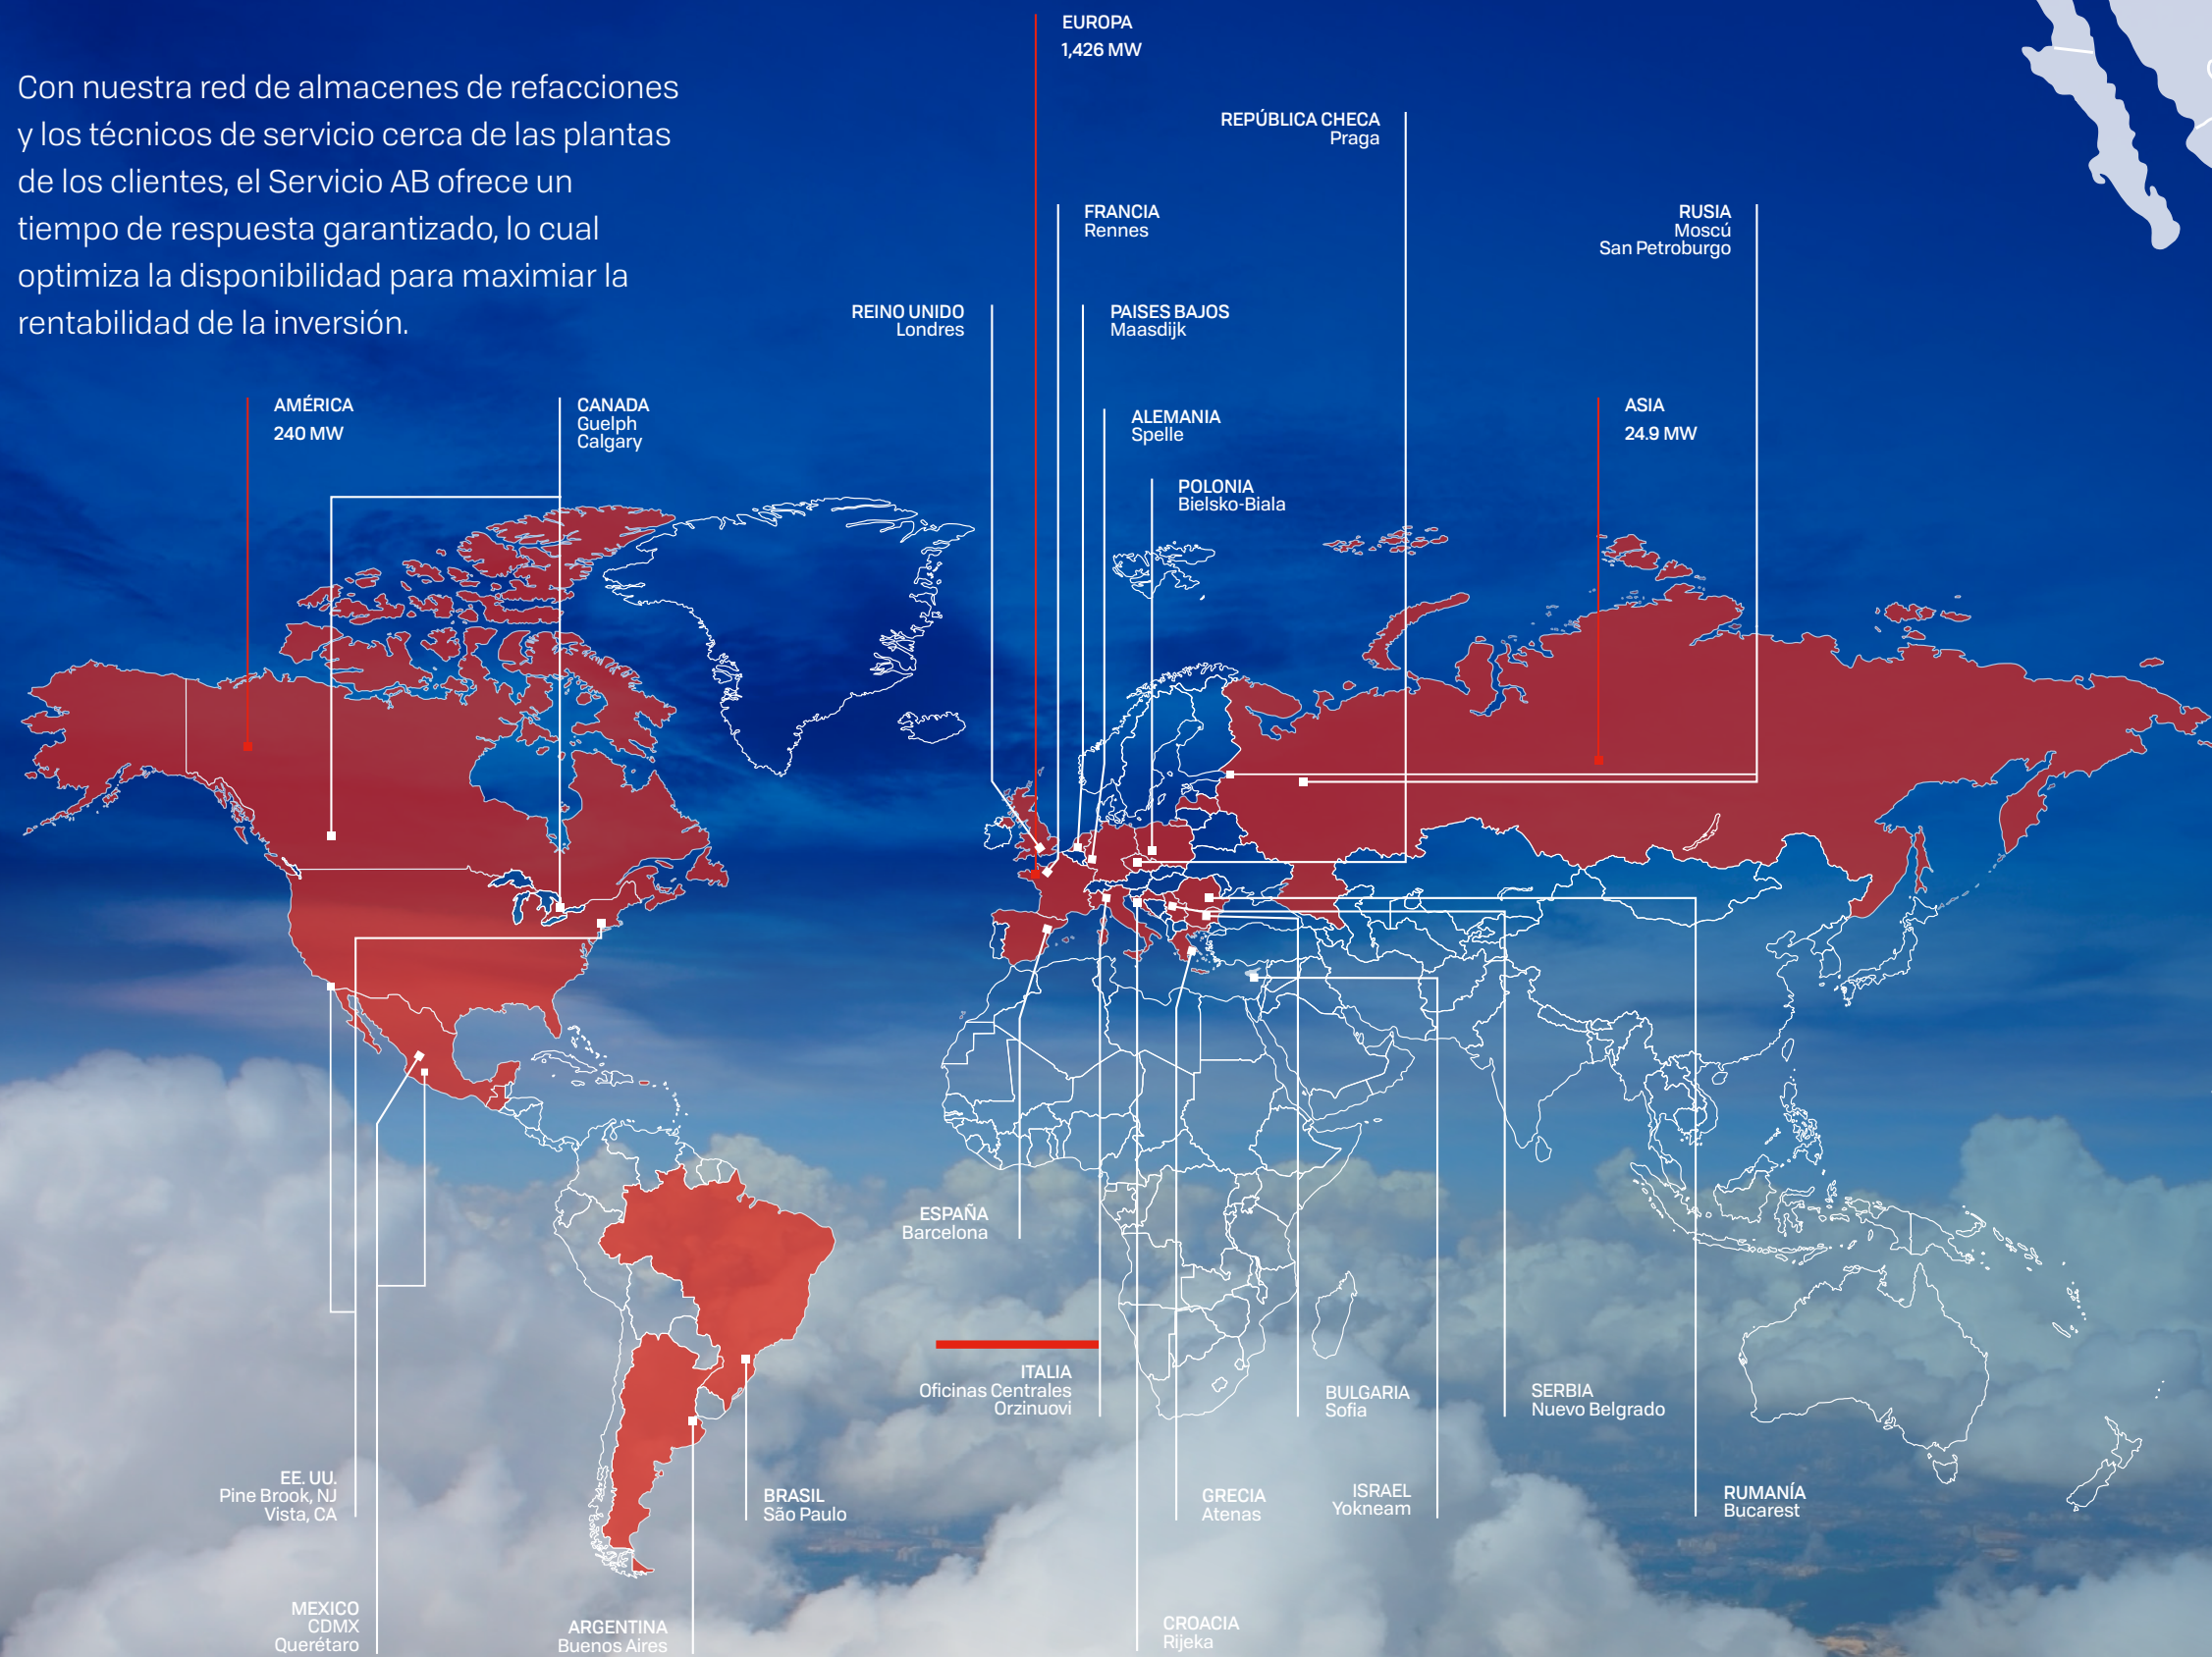 Con nuestra red de almacenes de refacciones
y los técnicos de servicio cerca de las plantas
de los clientes, el Servicio AB ofrece un
tiempo de respuesta garantizado, lo cual
optimiza la disponibilidad para maximiar la
rentabilidad de la inversión.
EUROPA
1,426 MW
REPÚBLICA CHECA
Praga
FRANCIA
Rennes
RUSIA
Moscú
San Petroburgo
REINO UNIDO
Londres
PAISES BAJOS
Maasdijk
AMÉRICA
240 MW
CANADA
Guelph
Calgary
ALEMANIA
Spelle
ASIA
24.9 MW
POLONIA
Bielsko-Biala
ESPAÑA
Barcelona
ITALIA
Oficinas Centrales
Orzinuovi
BULGARIA
Sofia
SERBIA
Nuevo Belgrado
EE. UU.
Pine Brook, NJ
Vista, CA
BRASIL
São Paulo
GRECIA
Atenas
ISRAEL
Yokneam
RUMANÍA
Bucarest
MEXICO
CDMX
Querétaro
ARGENTINA
Buenos Aires
CROACIA
Rijeka